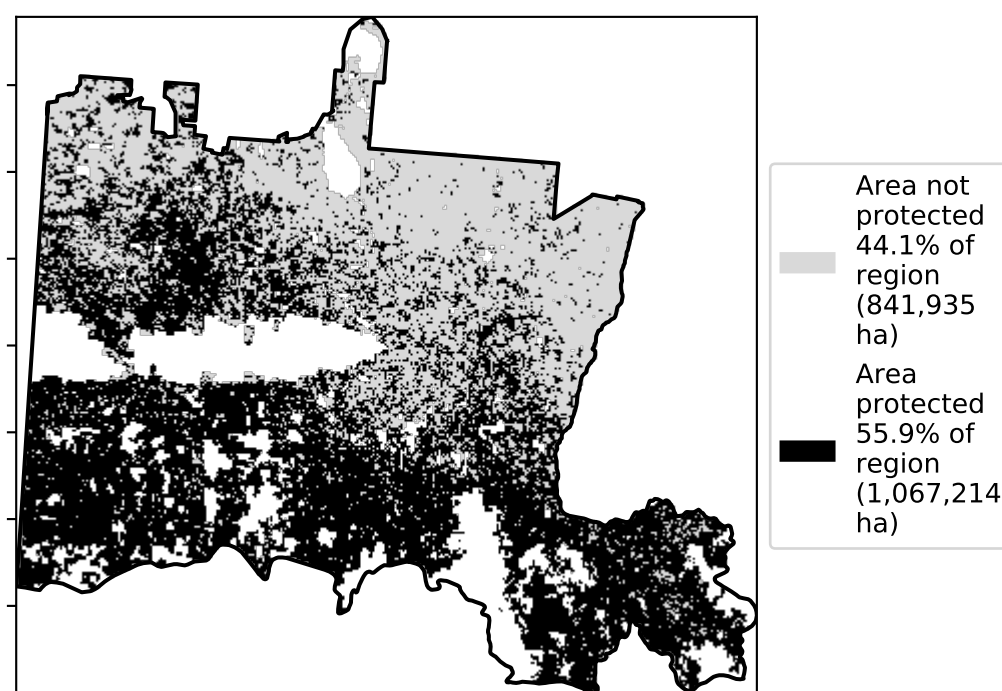 Area not
protected
44.1% of
region
(841,935
ha)
Area
protected
55.9% of
region
(1,067,214
ha)